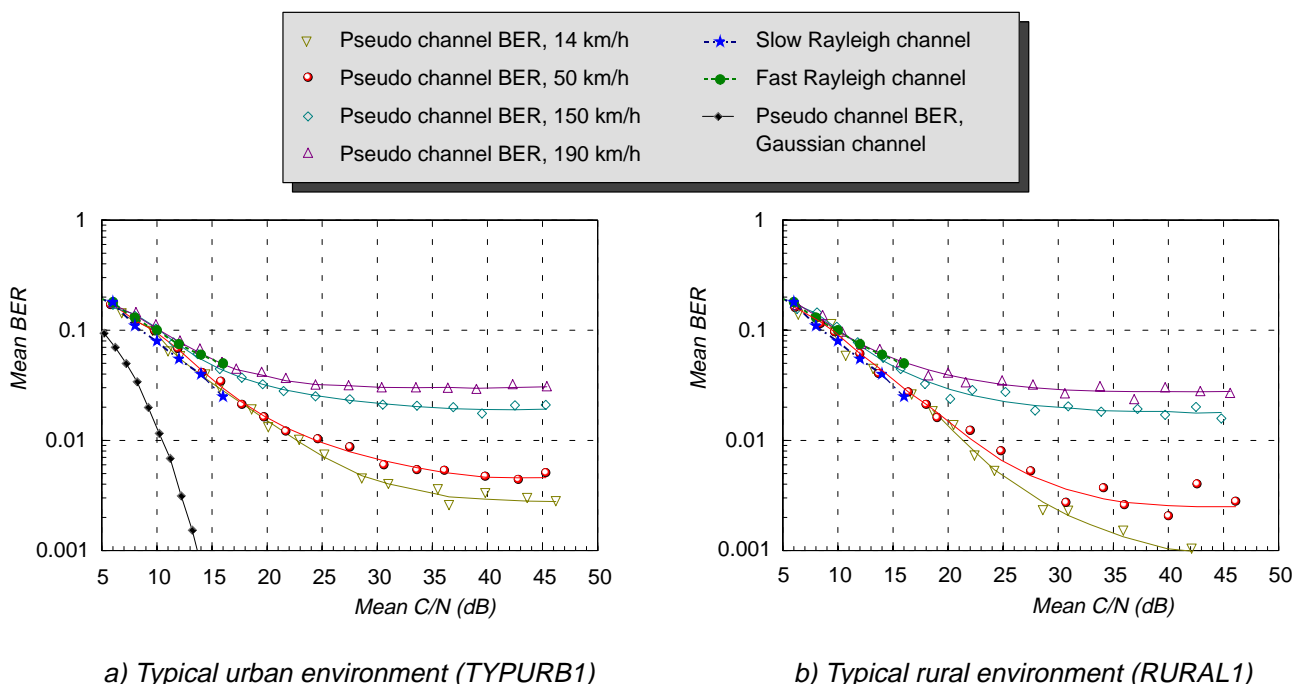 Pseudo channel BER, 14 km/h
Pseudo channel BER, 50 km/h
Pseudo channel BER, 150 km/h
Pseudo channel BER, 190 km/h
Slow Rayleigh channel
Fast Rayleigh channel
Pseudo channel BER,
Gaussian channel
1
0.1
0.01
0.001
Mean BER
5 10 15 20 25 30 35 40 45 50
Mean C/N (dB)
a) Typical urban environment (TYPURB1)
1
0.1
0.01
0.001
Mean BER
5 10 15 20 25 30 35 40 45 50
Mean C/N (dB)
b) Typical rural environment (RURAL1)